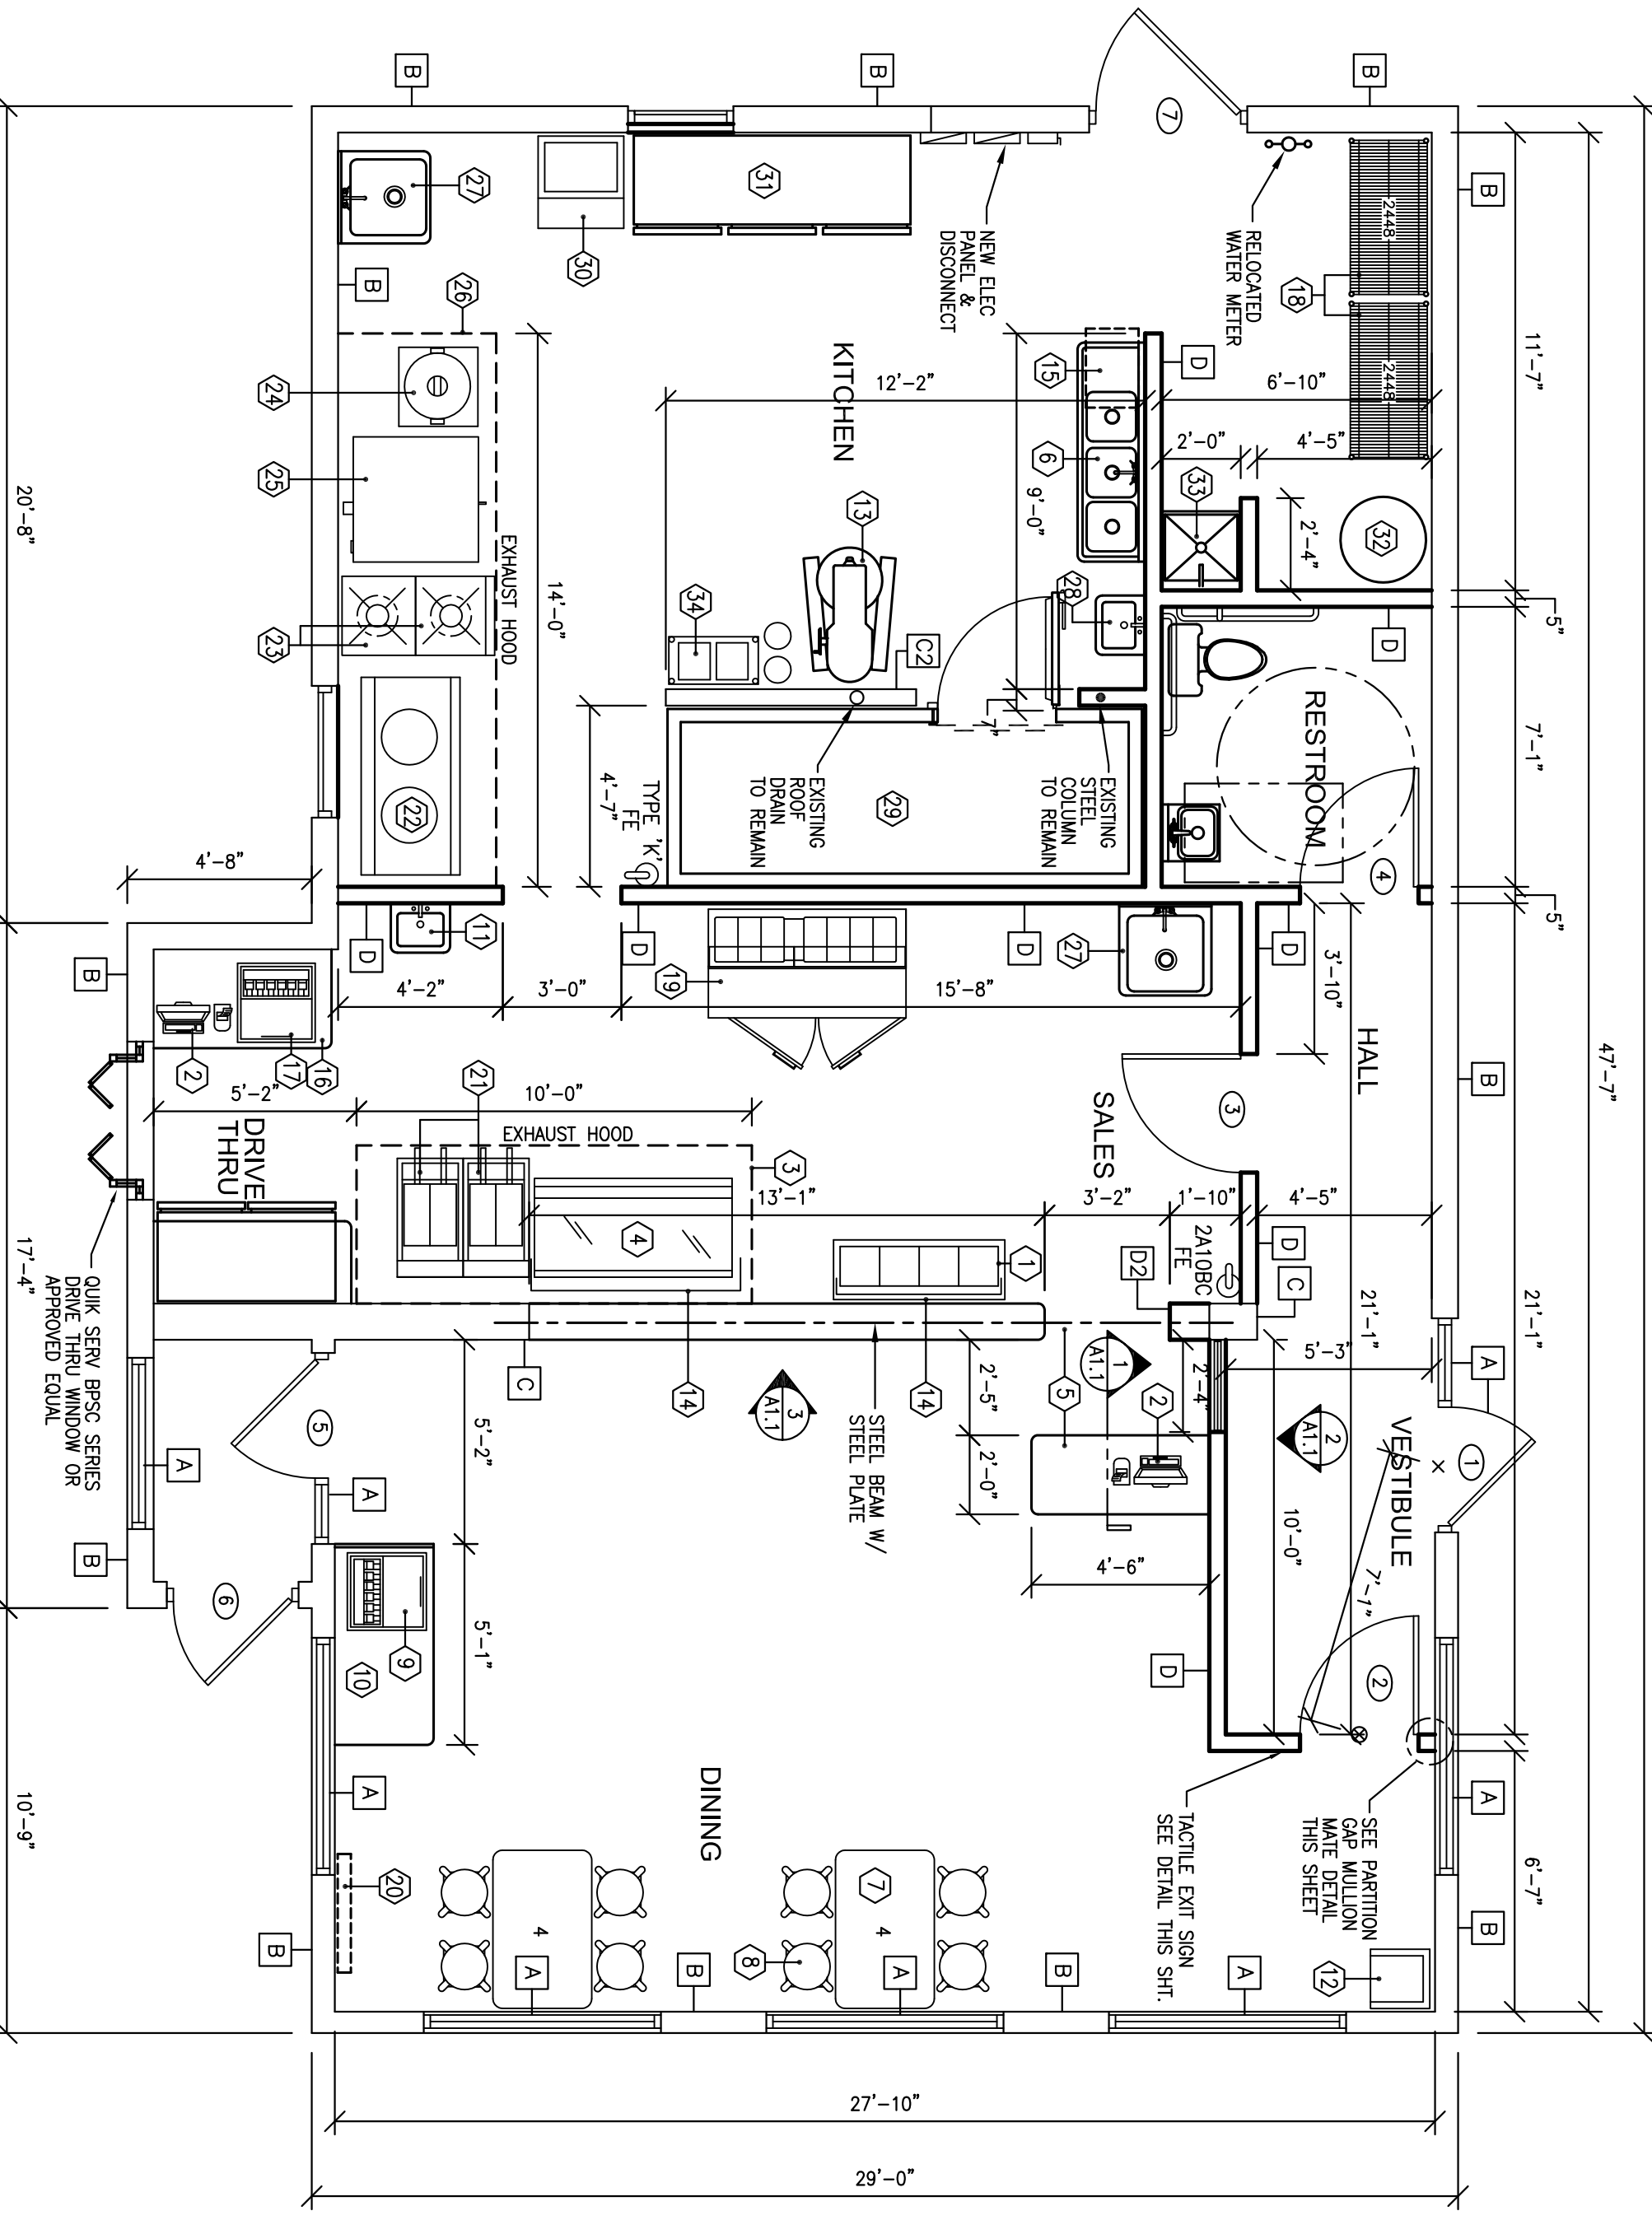 B
B
B
7
2448
2448
18
RELOCATED
WATER METER
NEW ELEC
PANEL &
DISCONNECT
31
30
27
B
B
26
11'-7"
47'-7"
KITCHEN
12'-2"
6'-10"
D
15
6
9'-0"
2'-0"
4'-5"
33
2'-4"
32
24
25
23
22
EXHAUST HOOD
14'-0"
13
34
28
C2
7"
5"
D
RESTROOM
7'-1"
4
5"
EXISTING
ROOF
DRAIN
TO REMAIN
EXISTING
STEEL
COLUMN
TO REMAIN
29
4'-7"
TYPE 'K'
FE
20'-8"
4'-8"
B
D
11
D
D
27
D
19
4'-2"
3'-0"
15'-8"
3'-10"
HALL
B
2
17
16
5'-2"
10'-0"
21
EXHAUST HOOD
3
DRIVE
THRU
SALES
3
13'-1"
3'-2"
1'-10"
4'-5"
4
1
2A10BC
FE
D2
D
C
21'-1"
21'-1"
QUIK SERV BPSC SERIES
DRIVE THRU WINDOW OR
APPROVED EQUAL
17'-4"
C
14
14
5
3
A1.1
1
A1.1
2
A1.1
STEEL BEAM W/
STEEL PLATE
2'-5"
2'-0"
2'-4"
2
5'-3"
A
1
VESTIBULE
10'-0"
7'-1"
4'-6"
5
5'-2"
A
A
B
6
5'-1"
9
10
D
2
A
A
B
6'-7"
SEE PARTITION
GAP MULLION
MATE DETAIL
THIS SHEET
TACTILE EXIT SIGN
SEE DETAIL THIS SHT.
DINING
10'-9"
20
B
4
A
B
8
7
4
A
B
A
12
27'-10"
29'-0"